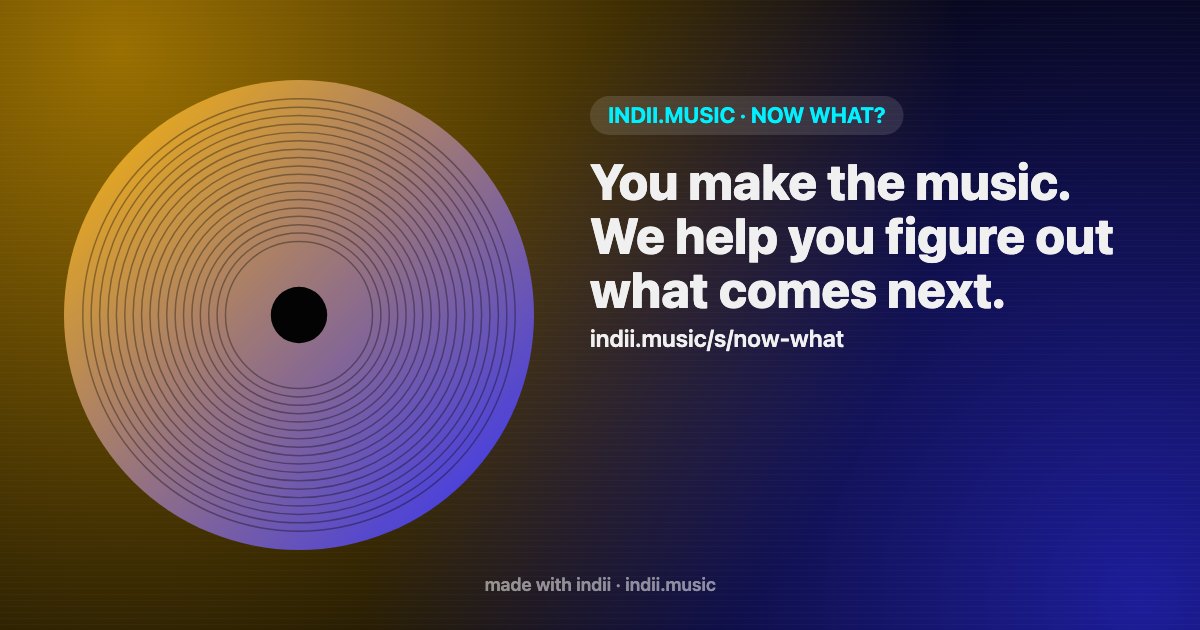 INDII.MUSIC · NOW WHAT?
You make the music.
We help you figure out
what comes next.
indii.music/s/now-what
made with indii · indii.music